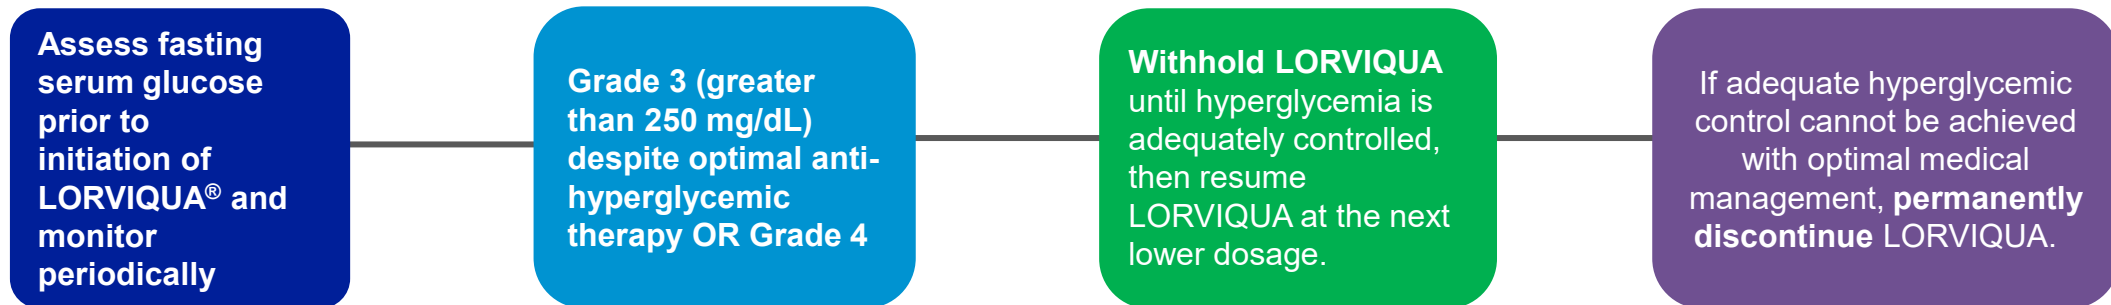 Assess fasting
serum glucose
prior to
initiation of
LORVIQUA® and
monitor
periodically
Grade 3 (greater
than 250 mg/dL)
despite optimal anti-
hyperglycemic
therapy OR Grade 4
Withhold LORVIQUA
until hyperglycemia is
adequately controlled,
then resume
LORVIQUA at the next
lower dosage.
If adequate hyperglycemic
control cannot be achieved
with optimal medical
management, permanently
discontinue LORVIQUA.